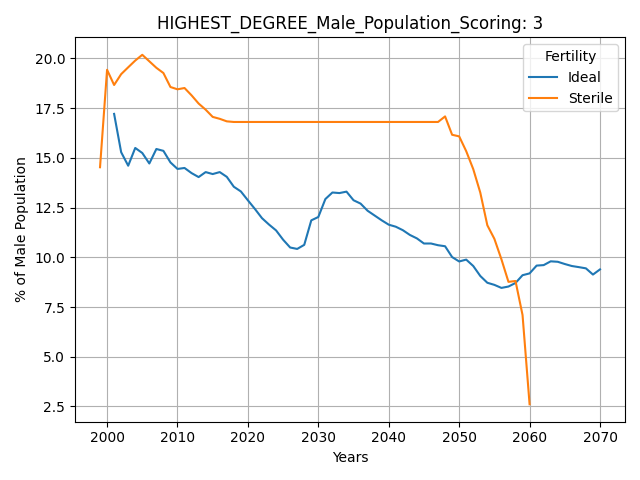 HIGHEST_DEGREE_Male_Population_Scoring: 3
Fertility
Ideal
Sterile
% of Male Population
20.0
17.5
15.0
12.5
10.0
7.5
5.0
2.5
2000 2010 2020 2030 2040 2050 2060 2070
Years